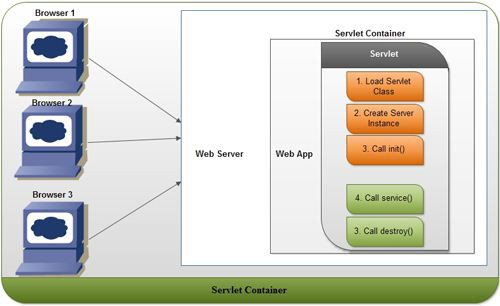 Browser 1
Browser 2
Browser 3
Web Server
Servlet Container
Web App
Servlet
1. Load Servlet
Class
2. Create Server
Instance
3. Call init()
4. Call service()
3. Call destroy()
Servlet Container